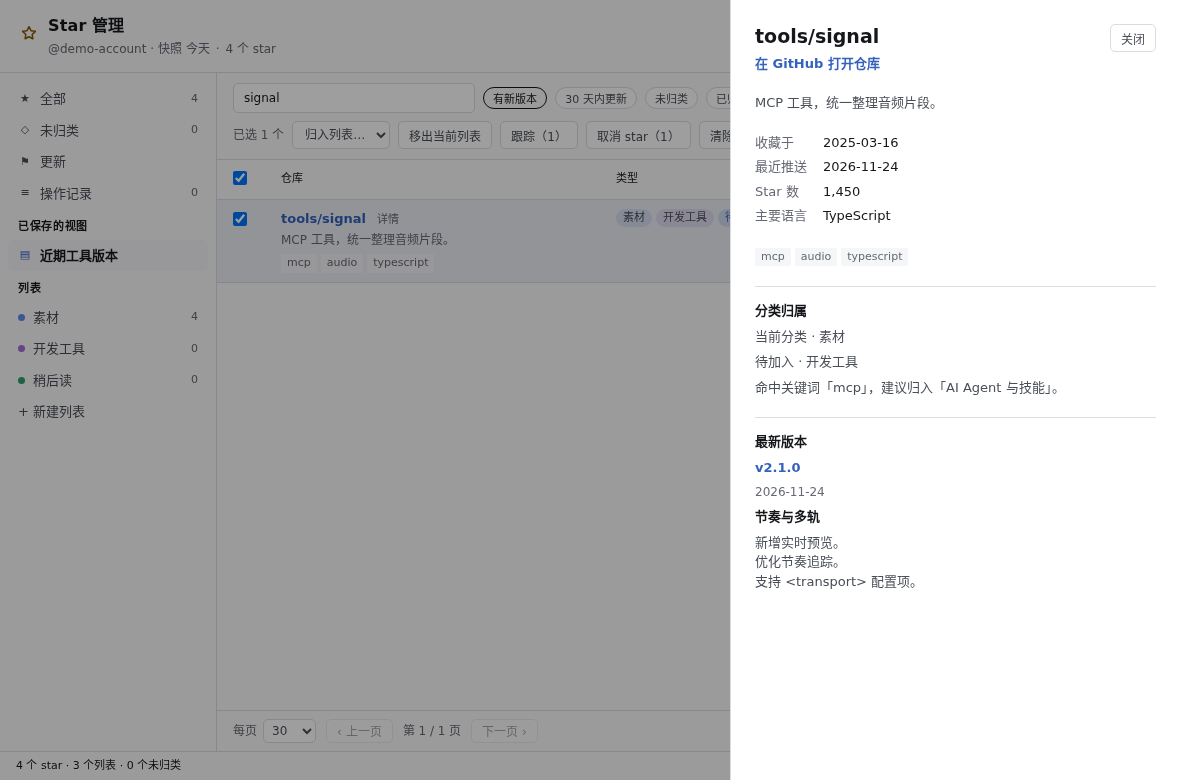 Star 管理
@demo-account · 快照 今天 · 4 个 star
全部 4
未归类 0
更新
操作记录 0
已保存的视图
近期工具版本
列表
素材 4
开发工具 0
稍后读 0
+ 新建列表
signal
有新版本
30 天内更新
未归类
已选 1 个
归入列表…
移出当前列表
跟踪（1）
取消 star（1）
仓库
类型
tools/signal 详情
素材
开发工具
MCP 工具，统一整理音频片段。
mcp audio typescript
每页 30
‹ 上一页
第 1 / 1 页
下一页 ›
4 个 star · 3 个列表 · 0 个未归类
tools/signal
关闭
在 GitHub 打开仓库
MCP 工具，统一整理音频片段。
收藏于 2025-03-16
最近推送 2026-11-24
Star 数 1,450
主要语言 TypeScript
mcp audio typescript
分类归属
当前分类 · 素材
待加入 · 开发工具
命中关键词「mcp」，建议归入「AI Agent 与技能」。
最新版本
v2.1.0
2026-11-24
节奏与多轨
新增实时预览。
优化节奏追踪。
支持 <transport> 配置项。